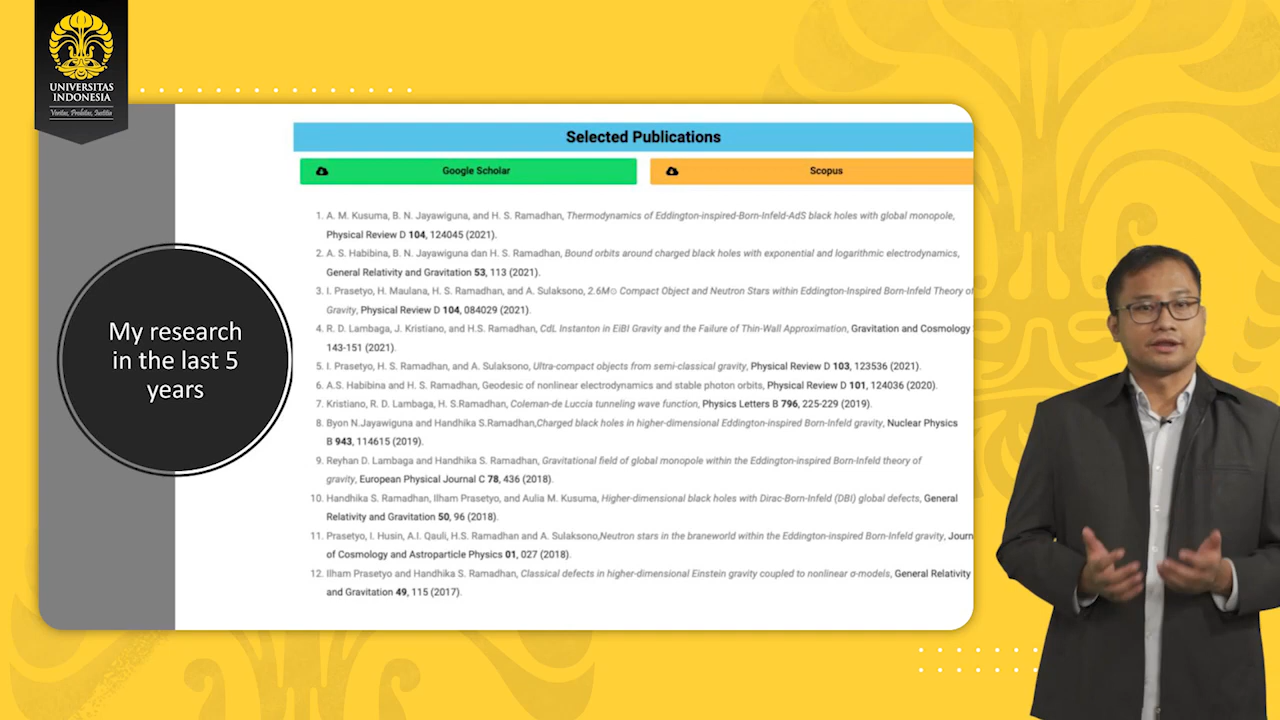 UNIVERSITAS
INDONESIA
Veritas, Probitas, Iustitia
Selected Publications
Google Scholar
Scopus
My research
in the last 5
years
1. A. M. Kusuma, B. N. Jayawiguna, and H. S. Ramadhan, Thermodynamics of Eddington-inspired-Born-Infeld-AdS black holes with global monopole,
Physical Review D 104, 124045 (2021).
2. A. S. Habibina, B. N. Jayawiguna dan H. S. Ramadhan, Bound orbits around charged black holes with exponential and logarithmic electrodynamics,
General Relativity and Gravitation 53, 113 (2021).
3. I. Prasetyo, H. Maulana, H. S. Ramadhan, and A. Sulaksono, 2.6M⊙ Compact Object and Neutron Stars within Eddington-Inspired Born-Infeld Theory of
Gravity, Physical Review D 104, 084029 (2021).
4. R. D. Lambaga, J. Kristiano, and H.S. Ramadhan, CdL Instanton in EiBI Gravity and the Failure of Thin-Wall Approximation, Gravitation and Cosmology
143-151 (2021).
5. I. Prasetyo, H. S. Ramadhan, and A. Sulaksono, Ultra-compact objects from semi-classical gravity, Physical Review D 103, 123536 (2021).
6. A.S. Habibina and H. S. Ramadhan, Geodesic of nonlinear electrodynamics and stable photon orbits, Physical Review D 101, 124036 (2020).
7. Kristiano, R. D. Lambaga, H. S.Ramadhan, Coleman-de Luccia tunneling wave function, Physics Letters B 796, 225-229 (2019).
8. Byon N.Jayawiguna and Handhika S.Ramadhan,Charged black holes in higher-dimensional Eddington-inspired Born-Infeld gravity, Nuclear Physics
B 943, 114615 (2019).
9. Reyhan D. Lambaga and Handhika S. Ramadhan, Gravitational field of global monopole within the Eddington-inspired Born-Infeld theory of
gravity, European Physical Journal C 78, 436 (2018).
10. Handhika S. Ramadhan, Ilham Prasetyo, and Aulia M. Kusuma, Higher-dimensional black holes with Dirac-Born-Infeld (DBI) global defects, General
Relativity and Gravitation 50, 96 (2018).
11. Prasetyo, I. Husin, A.I. Qauli, H.S. Ramadhan and A. Sulaksono,Neutron stars in the braneworld within the Eddington-inspired Born-Infeld gravity, Journ
of Cosmology and Astroparticle Physics 01, 027 (2018).
12. Ilham Prasetyo and Handhika S. Ramadhan, Classical defects in higher-dimensional Einstein gravity coupled to nonlinear σ-models, General Relativity
and Gravitation 49, 115 (2017).